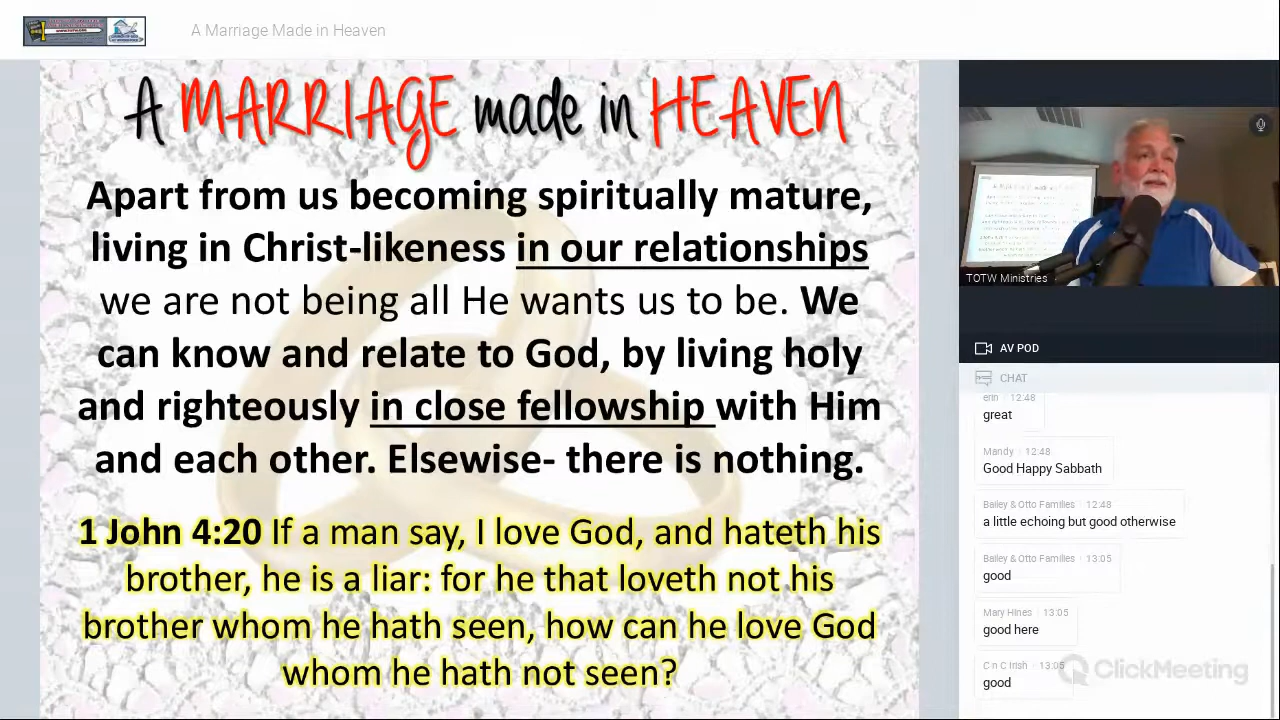 A Marriage Made in Heaven
A MARRIAGE made in HEAVEN
Apart from us becoming spiritually mature,
living in Christ-likeness in our relationships
we are not being all He wants us to be. We
can know and relate to God, by living holy
and righteously in close fellowship with Him
and each other. Elsewise- there is nothing.
1 John 4:20 If a man say, I love God, and hateth his
brother, he is a liar: for he that loveth not his
brother whom he hath seen, how can he love God
whom he hath not seen?
TOTW Ministries
AV POD
CHAT
erin 12:48
great
Mandy 12:48
Good Happy Sabbath
Bailey & Otto Families 12:48
a little echoing but good otherwise
Bailey & Otto Families 13:05
good
Mary Hines 13:05
good here
C n C Irish 13:05
good
ClickMeeting